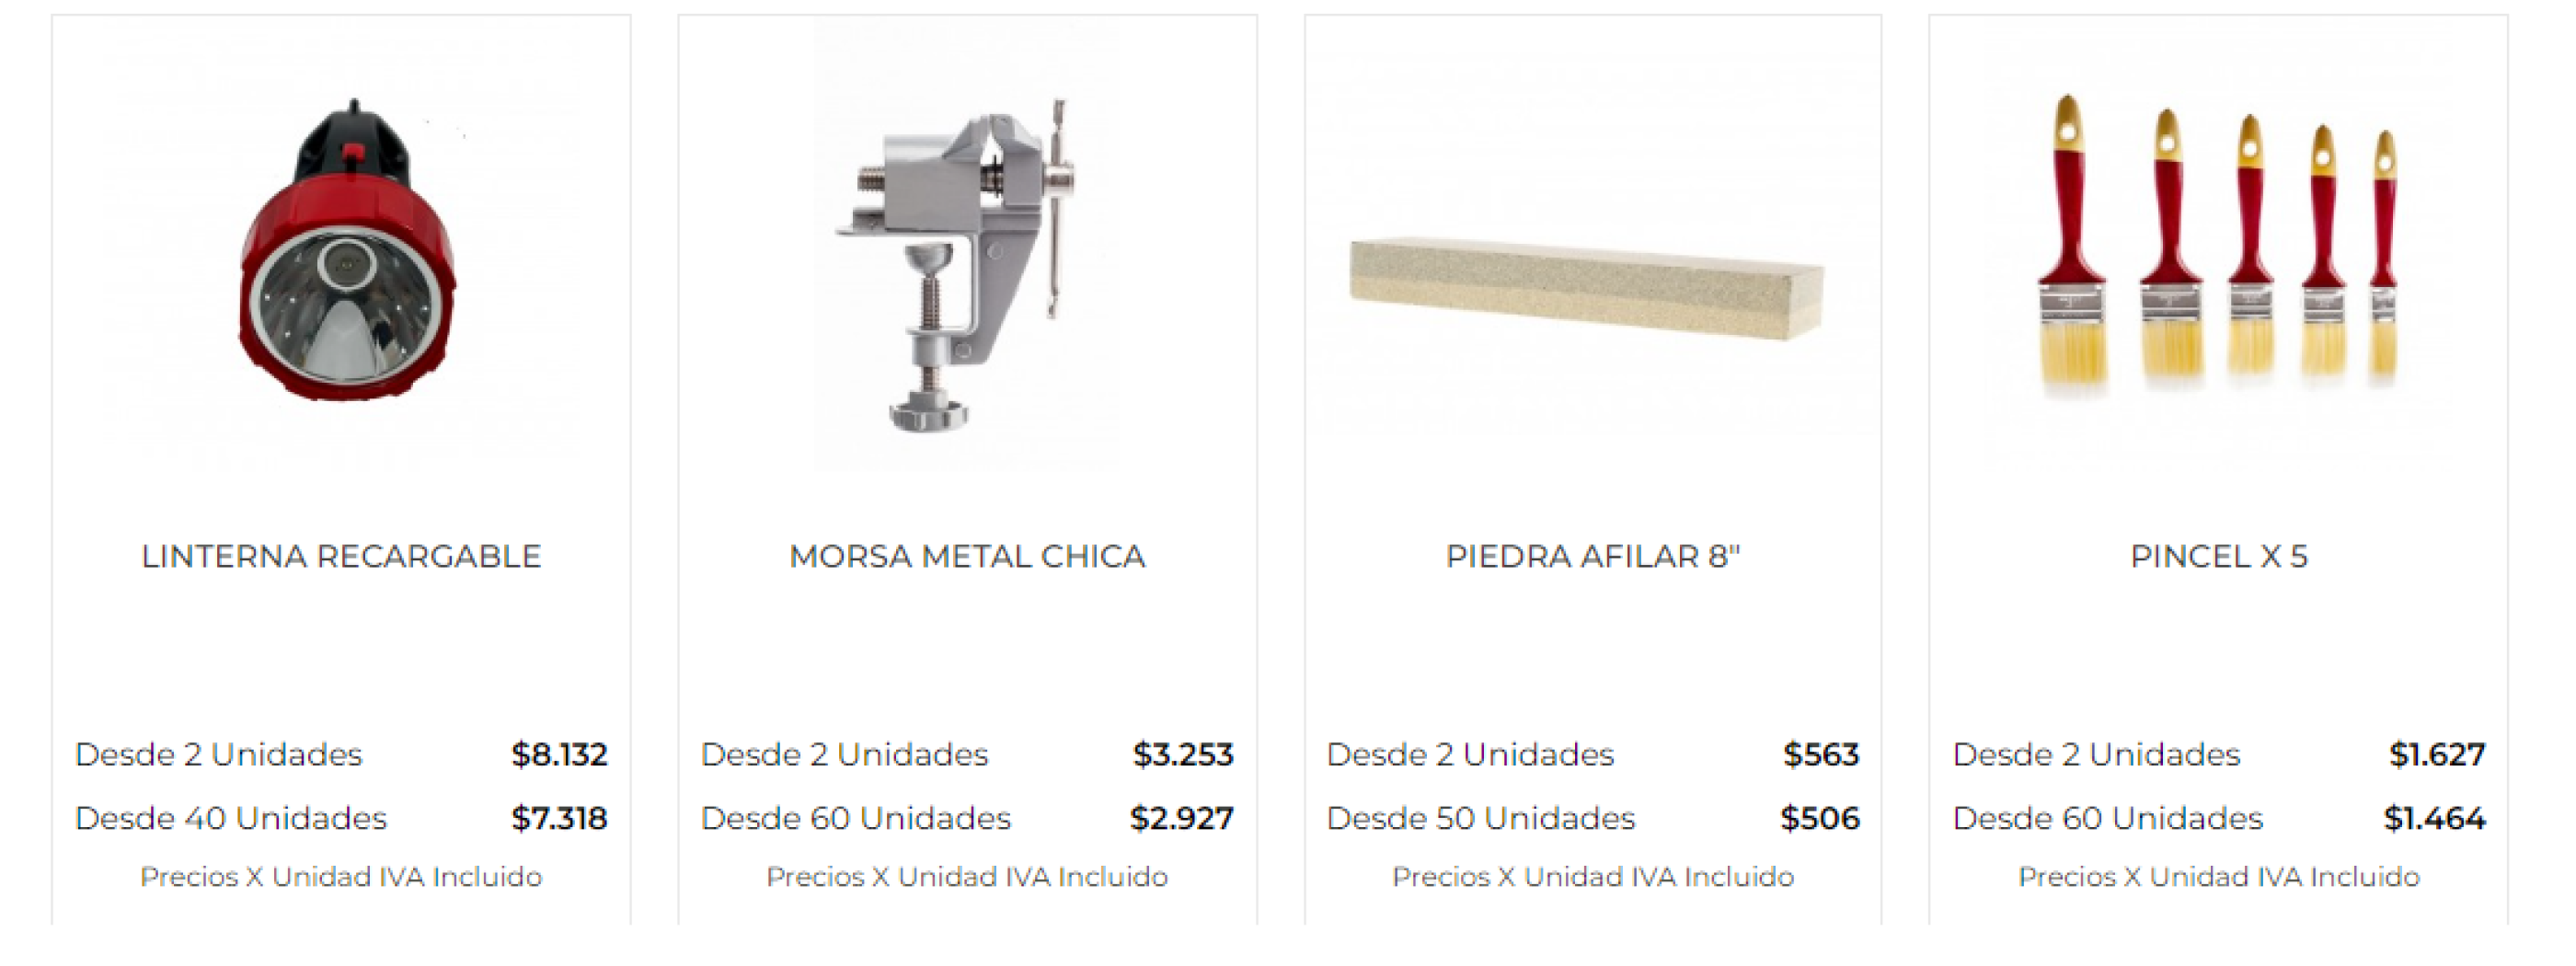 LINTERNA RECARGABLE
Desde 2 Unidades $8.132
Desde 40 Unidades $7.318
Precios X Unidad IVA Incluido
MORSA METAL CHICA
Desde 2 Unidades $3.253
Desde 60 Unidades $2.927
Precios X Unidad IVA Incluido
PIEDRA AFILAR 8"
Desde 2 Unidades $563
Desde 50 Unidades $506
Precios X Unidad IVA Incluido
PINCEL X 5
Desde 2 Unidades $1.627
Desde 60 Unidades $1.464
Precios X Unidad IVA Incluido